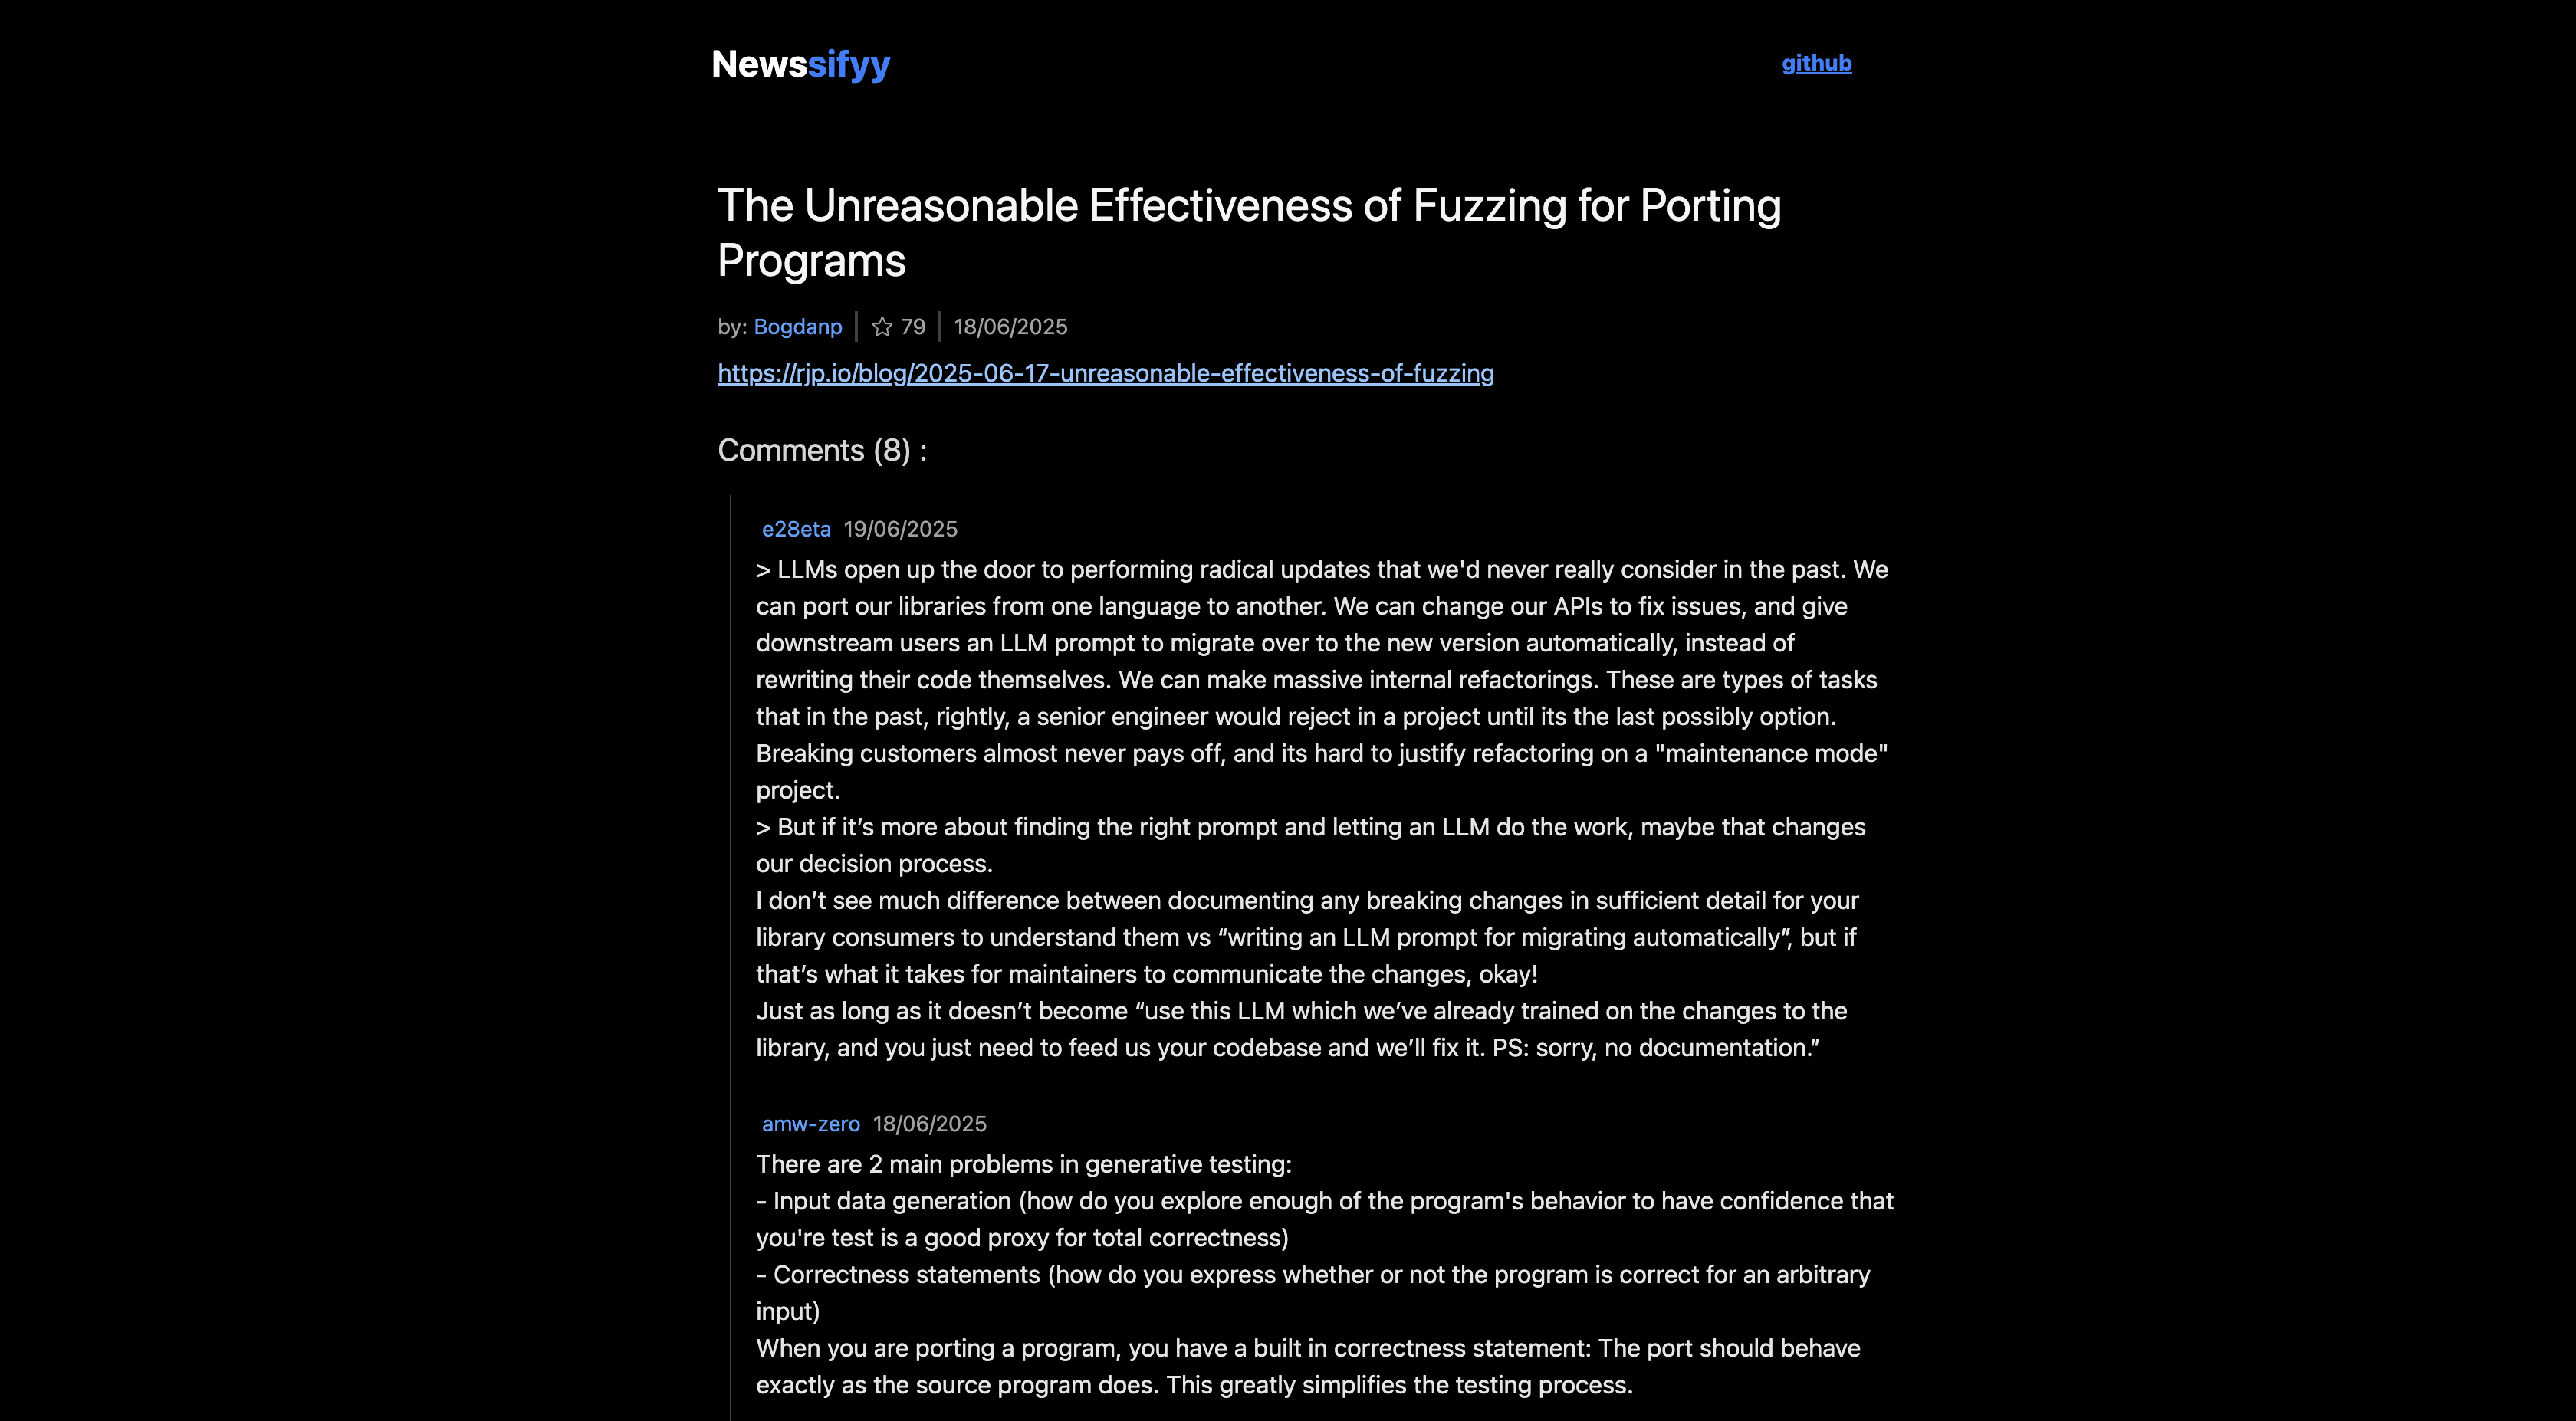 Newssifyy
github
The Unreasonable Effectiveness of Fuzzing for Porting
Programs
by: Bogdanp | ☆ 79 | 18/06/2025
https://rjp.io/blog/2025-06-17-unreasonable-effectiveness-of-fuzzing
Comments (8) :
e28eta 19/06/2025
> LLMs open up the door to performing radical updates that we'd never really consider in the past. We
can port our libraries from one language to another. We can change our APIs to fix issues, and give
downstream users an LLM prompt to migrate over to the new version automatically, instead of
rewriting their code themselves. We can make massive internal refactorings. These are types of tasks
that in the past, rightly, a senior engineer would reject in a project until its the last possibly option.
Breaking customers almost never pays off, and its hard to justify refactoring on a "maintenance mode"
project.
> But if it’s more about finding the right prompt and letting an LLM do the work, maybe that changes
our decision process.
I don’t see much difference between documenting any breaking changes in sufficient detail for your
library consumers to understand them vs “writing an LLM prompt for migrating automatically”, but if
that’s what it takes for maintainers to communicate the changes, okay!
Just as long as it doesn’t become “use this LLM which we’ve already trained on the changes to the
library, and you just need to feed us your codebase and we’ll fix it. PS: sorry, no documentation.”
amw-zero 18/06/2025
There are 2 main problems in generative testing:
- Input data generation (how do you explore enough of the program's behavior to have confidence that
you're test is a good proxy for total correctness)
- Correctness statements (how do you express whether or not the program is correct for an arbitrary
input)
When you are porting a program, you have a built in correctness statement: The port should behave
exactly as the source program does. This greatly simplifies the testing process.